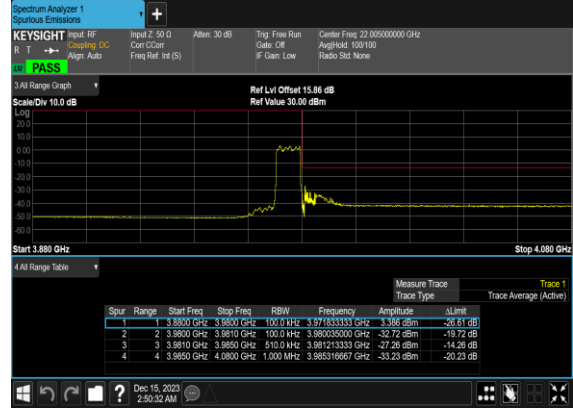 Spectrum Analyzer 1
Spurious Emissions
KEYSIGHT Input: RF Input Z: 50 Ω Atten: 30 dB Trig: Free Run Center Freq: 22.005000000 GHz
R T Coupling: DC Corr CCorr Gate: Off Avg|Hold: 100/100
Align: Auto Freq Ref: Int (S) IF Gain: Low Radio Std: None
PASS
3 All Range Graph
Ref Lvl Offset 15.86 dB
Scale/Div 10.0 dB Ref Value 30.00 dBm
Log
20.0
10.0
0.00
-10.0
-20.0
-30.0
-40.0
-50.0
-60.0
Start 3.880 GHz Stop 4.080 GHz
4 All Range Table
Measure Trace Trace 1
Trace Type Trace Average (Active)
Spur Range Start Freq Stop Freq RBW Frequency Amplitude ΔLimit
1 1 3.8800 GHz 3.9800 GHz 100.0 kHz 3.971833333 GHz 3.386 dBm -26.61 dB
2 2 3.9800 GHz 3.9810 GHz 100.0 kHz 3.980035000 GHz -32.72 dBm -19.72 dB
3 3 3.9810 GHz 3.9850 GHz 510.0 kHz 3.981213333 GHz -27.26 dBm -14.26 dB
4 4 3.9850 GHz 4.0800 GHz 1.000 MHz 3.985316667 GHz -33.23 dBm -20.23 dB
Dec 15, 2023
2:50:32 AM